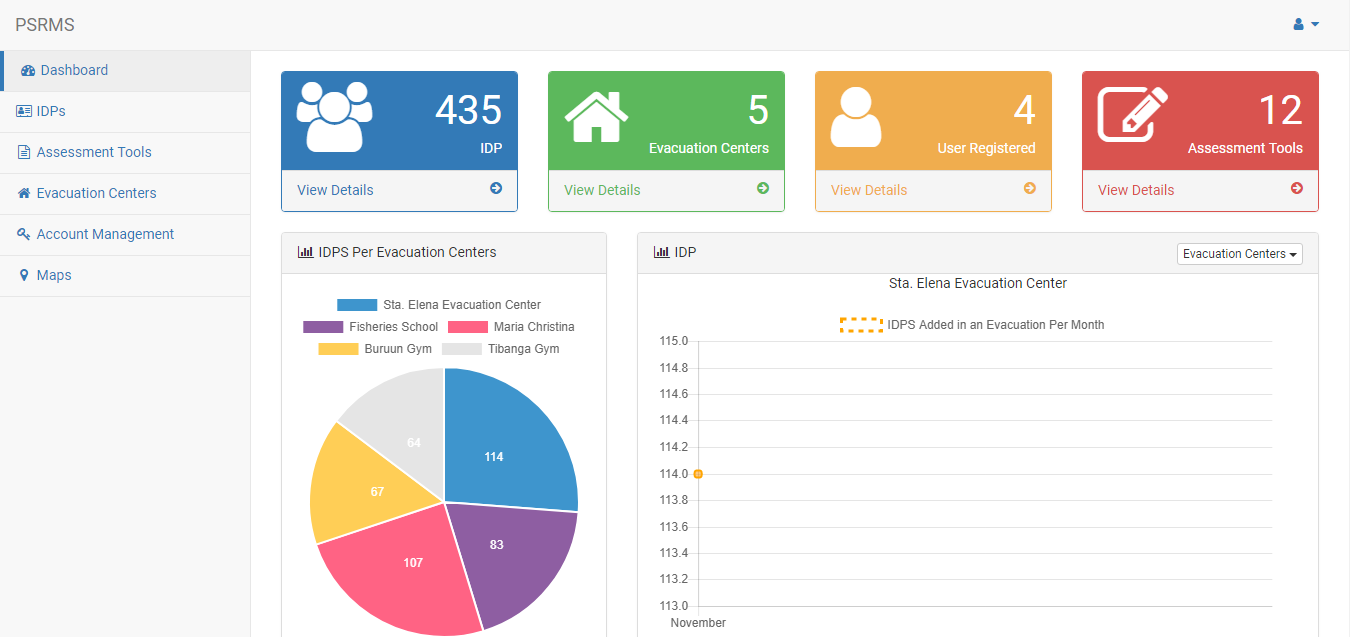 PSRMS
Dashboard
IDPs
Assessment Tools
Evacuation Centers
Account Management
Maps
435
IDP
View Details
5
Evacuation Centers
View Details
4
User Registered
View Details
12
Assessment Tools
View Details
IDPS Per Evacuation Centers
Sta. Elena Evacuation Center
Fisheries School Maria Christina
Buruun Gym Tibanga Gym
64
114
67
83
107
IDP
Evacuation Centers
Sta. Elena Evacuation Center
IDPS Added in an Evacuation Per Month
115.0
114.8
114.6
114.4
114.2
114.0
113.8
113.6
113.4
113.2
113.0
November